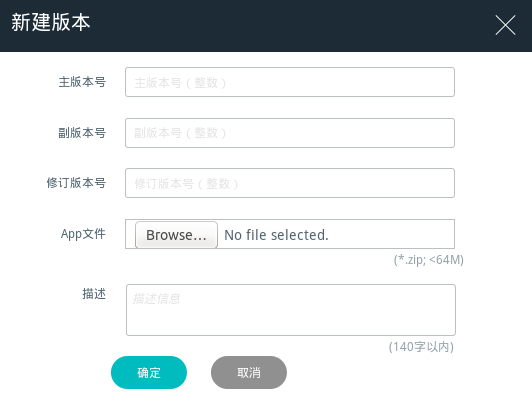 新建版本
主版本号 主版本号（整数）
副版本号 副版本号（整数）
修订版本号 修订版本号（整数）
App文件 Browse... No file selected.
(*.zip; <64M)
描述 描述信息
(140字以内)
确定 取消